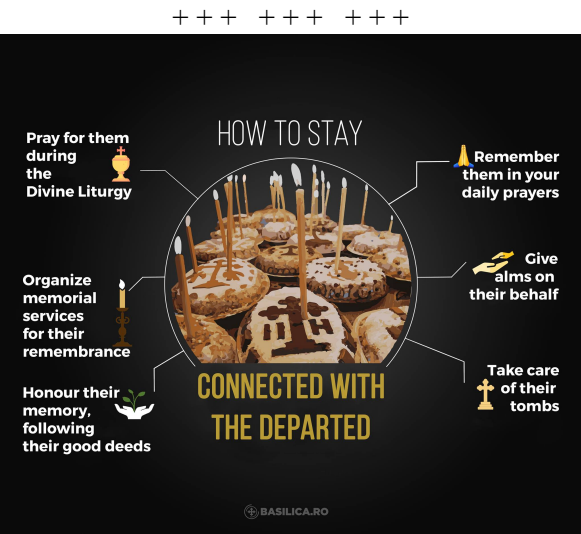 +++ +++ +++
HOW TO STAY
CONNECTED WITH
THE DEPARTED
Pray for them
during
the
Divine Liturgy
Organize
memorial
services
for their
remembrance
Honour their
memory,
following
their good deeds
Remember
them in your
daily prayers
Give
alms on
their behalf
Take care
of their
tombs
BASILICA.RO